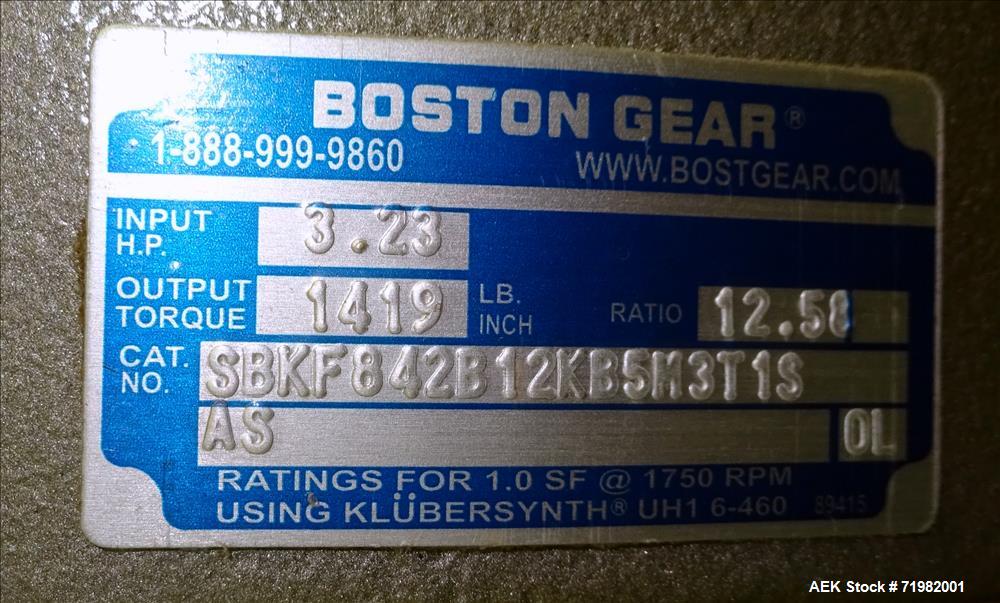 BOSTON GEAR®
1-888-999-9860
WWW.BOSTGEAR.COM
INPUT
H.P.
3.23
OUTPUT
TORQUE
1419
LB.
INCH
RATIO
12.58
CAT.
NO.
SBKF842B12KB5M3T1S
AS
OL
RATINGS FOR 1.0 SF @ 1750 RPM
USING KLÜBERSYNTH® UH1 6-460
89415
AEK Stock # 71982001